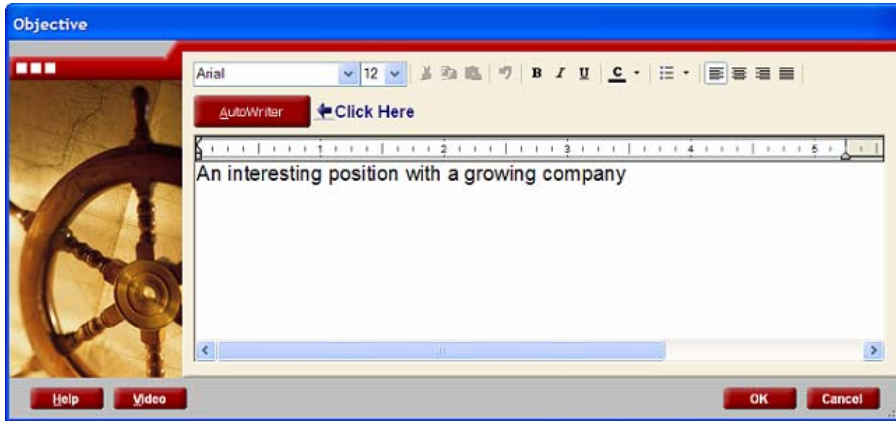 Objective
Arial 12 B I U C
AutoWriter Click Here
1 2 3 4 5
An interesting position with a growing company
Help Video OK Cancel